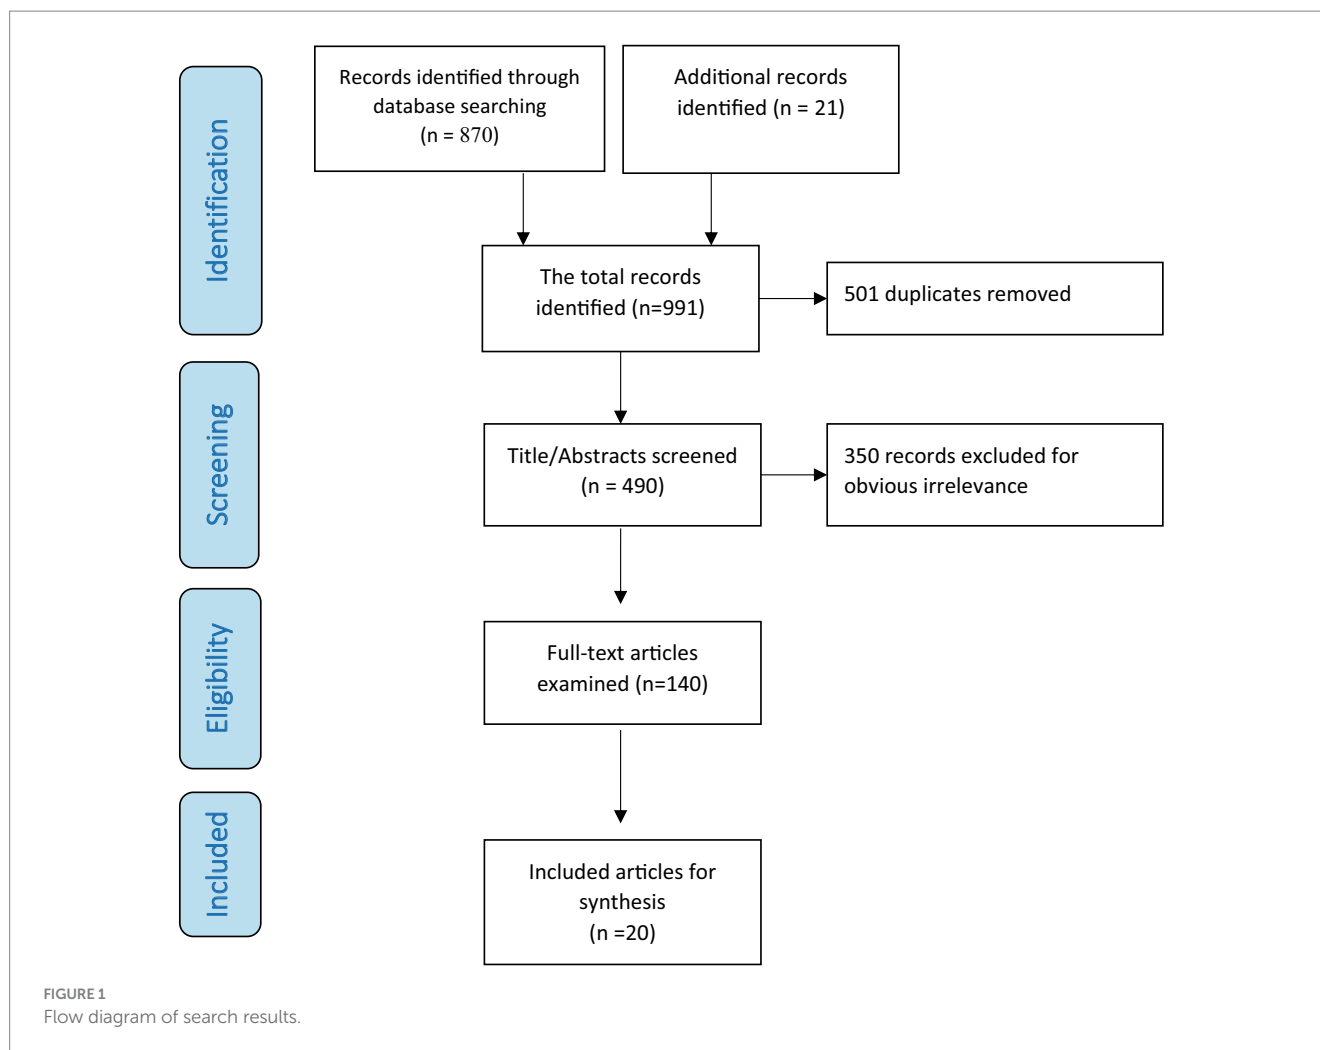 Identification
Records identified through
database searching
(n = 870)
Additional records
identified (n = 21)
The total records
identified (n=991)
501 duplicates removed
Screening
Title/Abstracts screened
(n = 490)
350 records excluded for
obvious irrelevance
Eligibility
Full-text articles
examined (n=140)
Included
Included articles for
synthesis
(n =20)
FIGURE 1
Flow diagram of search results.